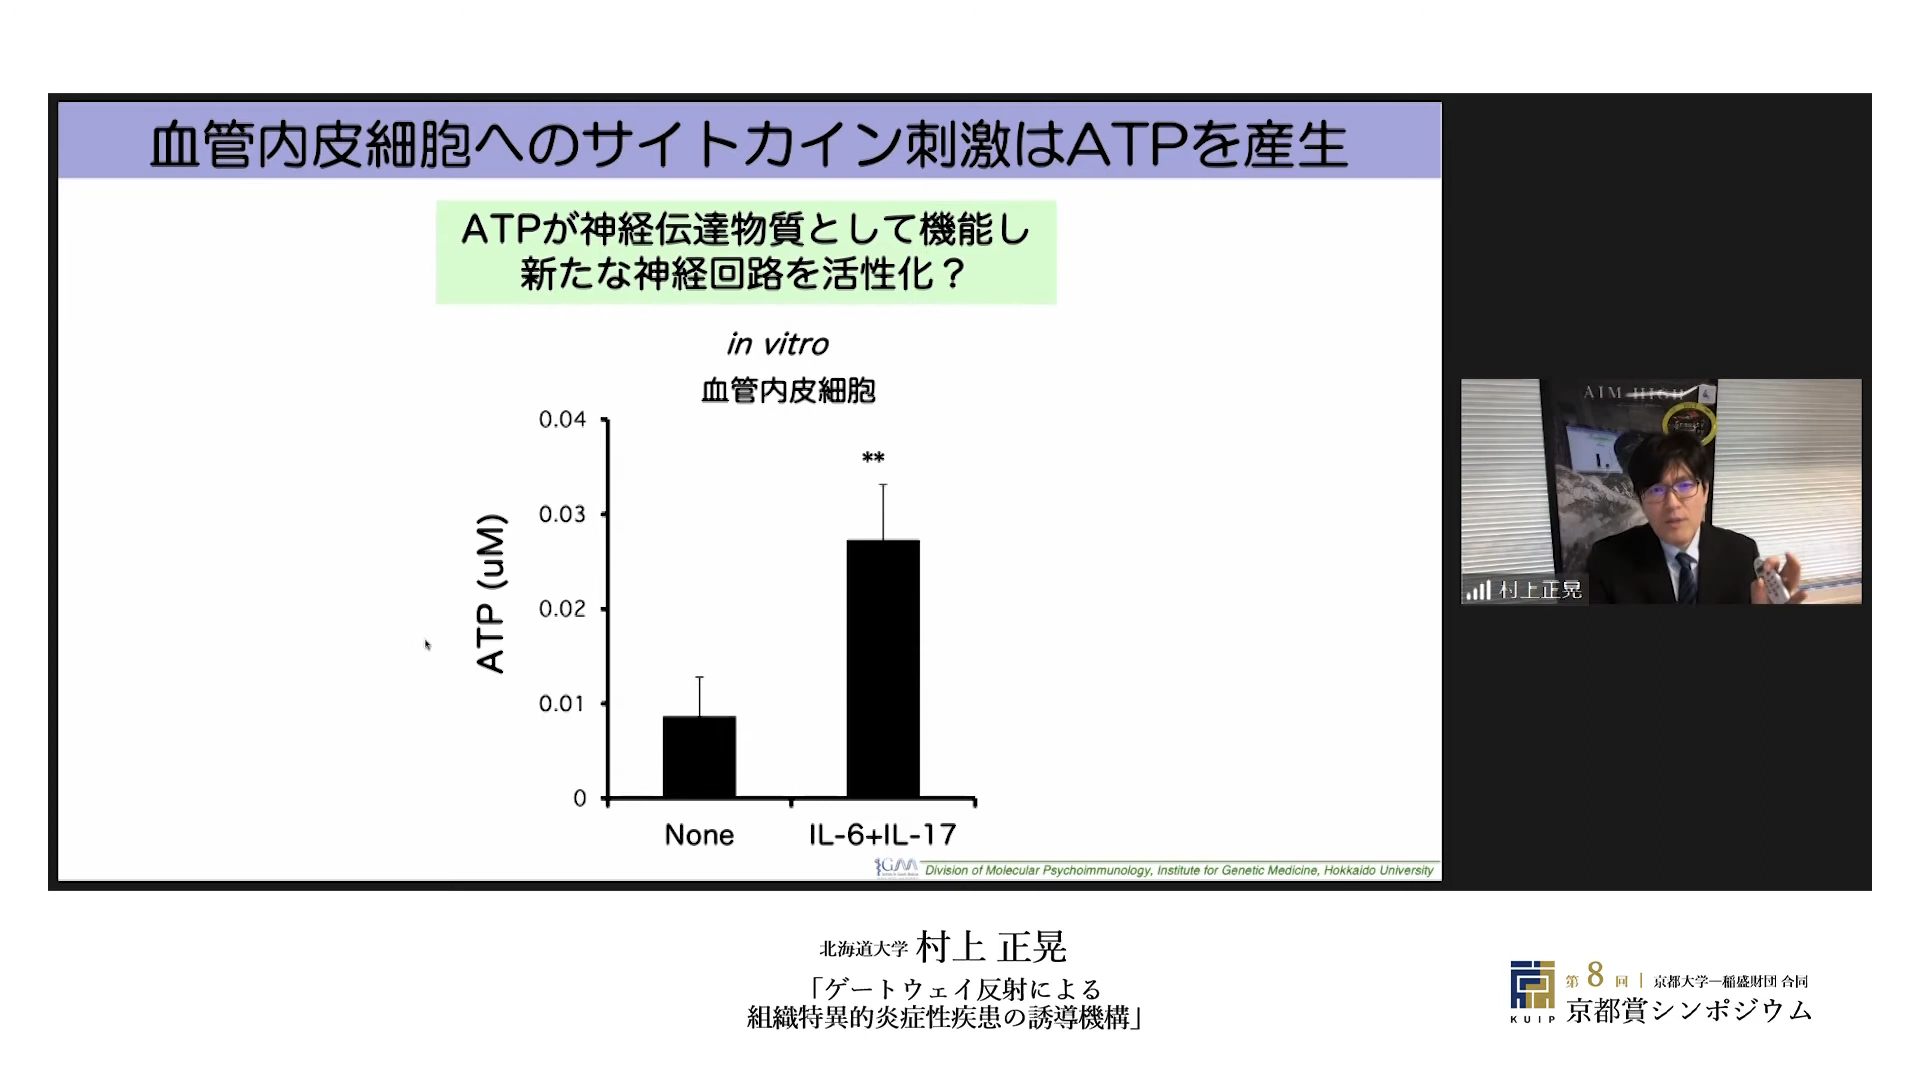 血管内皮細胞へのサイトカイン刺激はATPを産生
ATPが神経伝達物質として機能し
新たな神経回路を活性化？
in vitro
血管内皮細胞
ATP (uM)
0.04
0.03
0.02
0.01
0
**
None
IL-6+IL-17
Division of Molecular Psychoimmunology, Institute for Genetic Medicine, Hokkaido University
AIM HIGH
村上正晃
北海道大学 村上 正晃
「ゲートウェイ反射による
組織特異的炎症性疾患の誘導機構」
KUIP
第8回 | 京都大学―稲盛財団 合同
京都賞シンポジウム